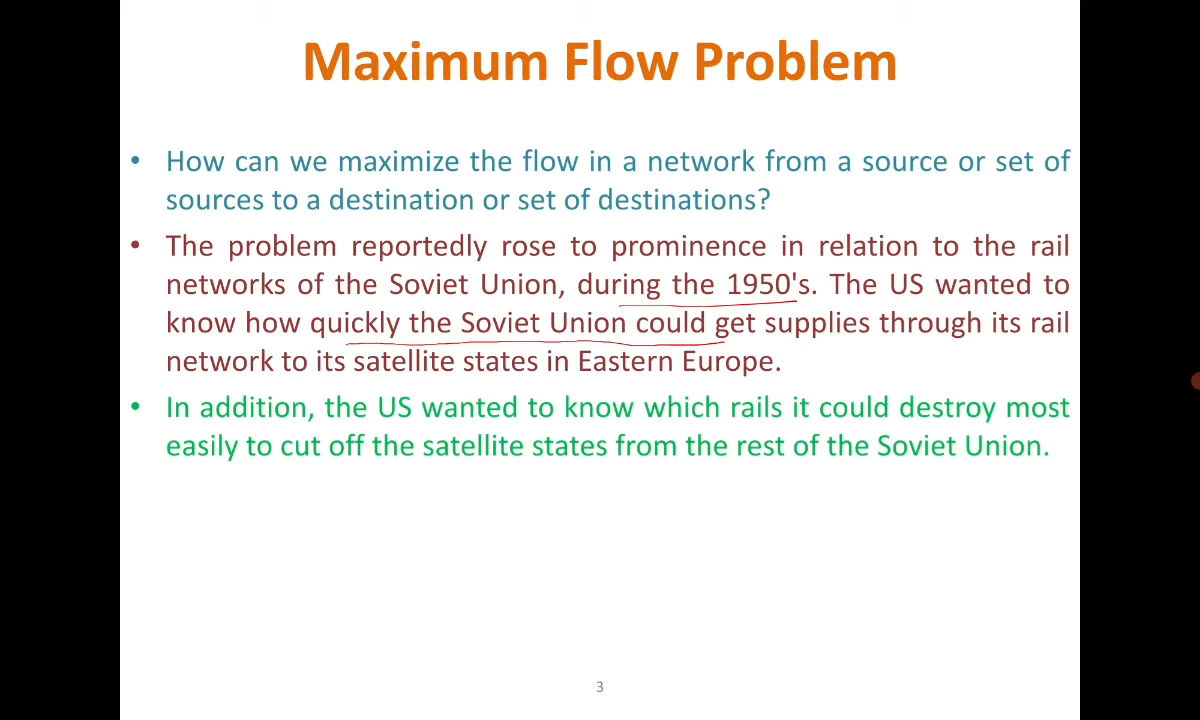 Maximum Flow Problem
• How can we maximize the flow in a network from a source or set of
sources to a destination or set of destinations?
• The problem reportedly rose to prominence in relation to the rail
networks of the Soviet Union, during the 1950's. The US wanted to
know how quickly the Soviet Union could get supplies through its rail
network to its satellite states in Eastern Europe.
• In addition, the US wanted to know which rails it could destroy most
easily to cut off the satellite states from the rest of the Soviet Union.
3